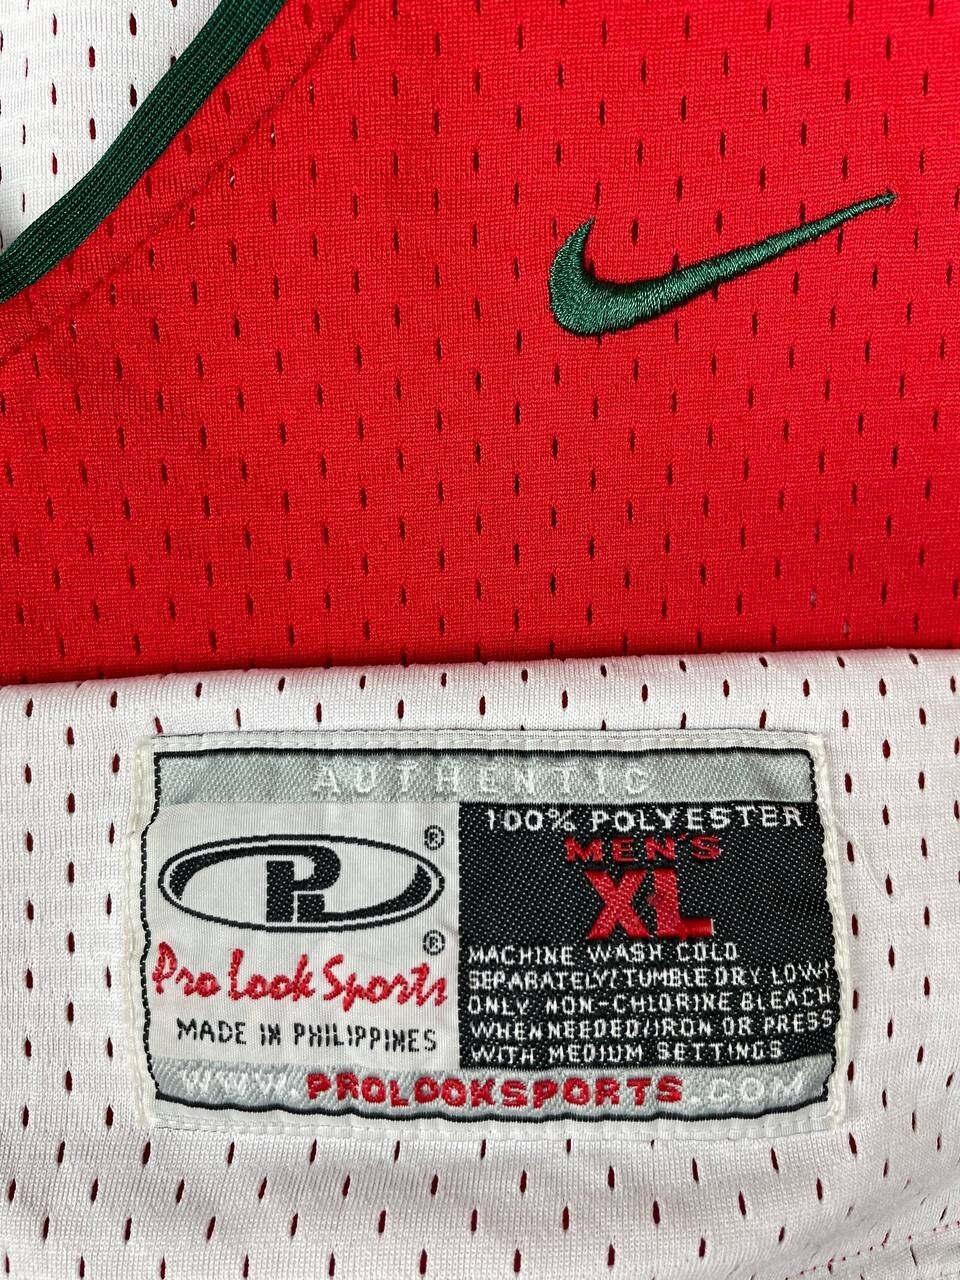 AUTHENTIC
PL ®
®
Pro Look Sports
MADE IN PHILIPPINES
100% POLYESTER
MEN'S
XL
MACHINE WASH COLD
SEPARATELY/TUMBLE DRY LOW/
ONLY NON-CHLORINE BLEACH
WHEN NEEDED/IRON OR PRESS
WITH MEDIUM SETTINGS
WWW.PROLOOKSPORTS.COM